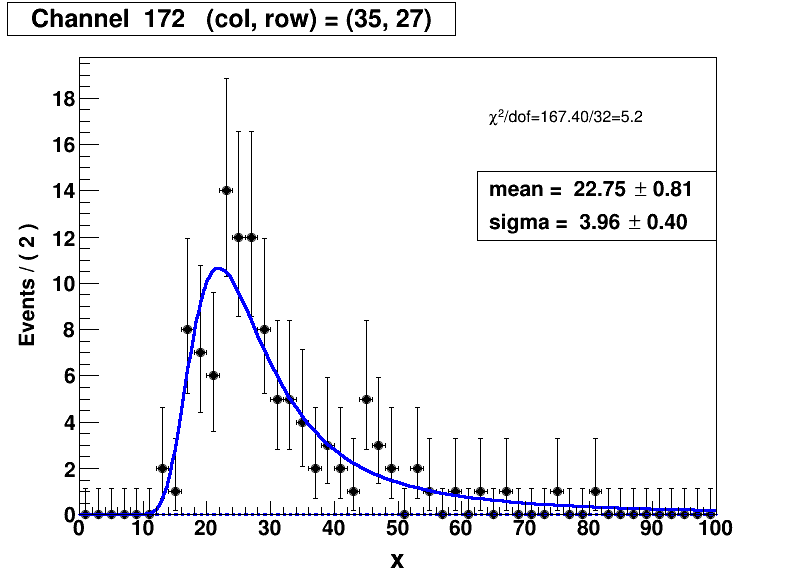 Channel  172   (col, row) = (35, 27)
χ²/dof=167.40/32=5.2
mean =  22.75 ± 0.81
sigma =  3.96 ± 0.40
Events / ( 2 )
18
16
14
12
10
8
6
4
2
0
0 10 20 30 40 50 60 70 80 90 100
x